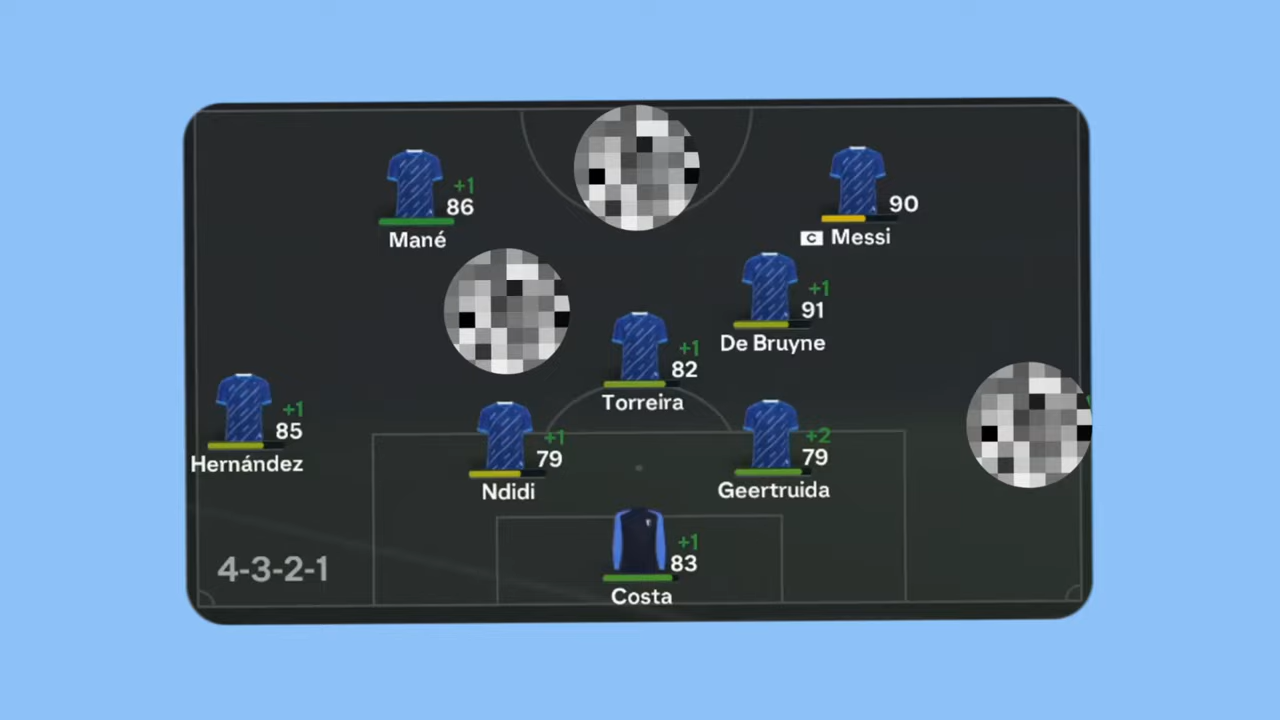 +1
86
Mané
90
C Messi
+1
91
De Bruyne
+1
82
Torreira
+1
85
Hernández
+1
79
Ndidi
+2
79
Geertruida
+1
83
Costa
4-3-2-1